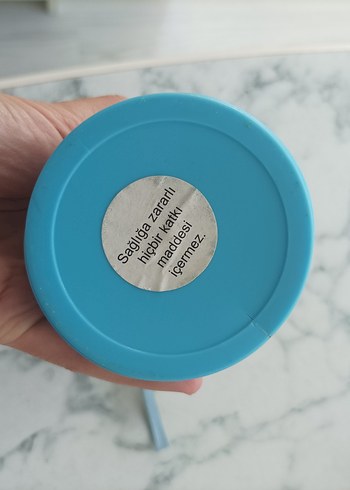 Sağlığa zararlı
hiçbir katkı
maddesi
içermez.